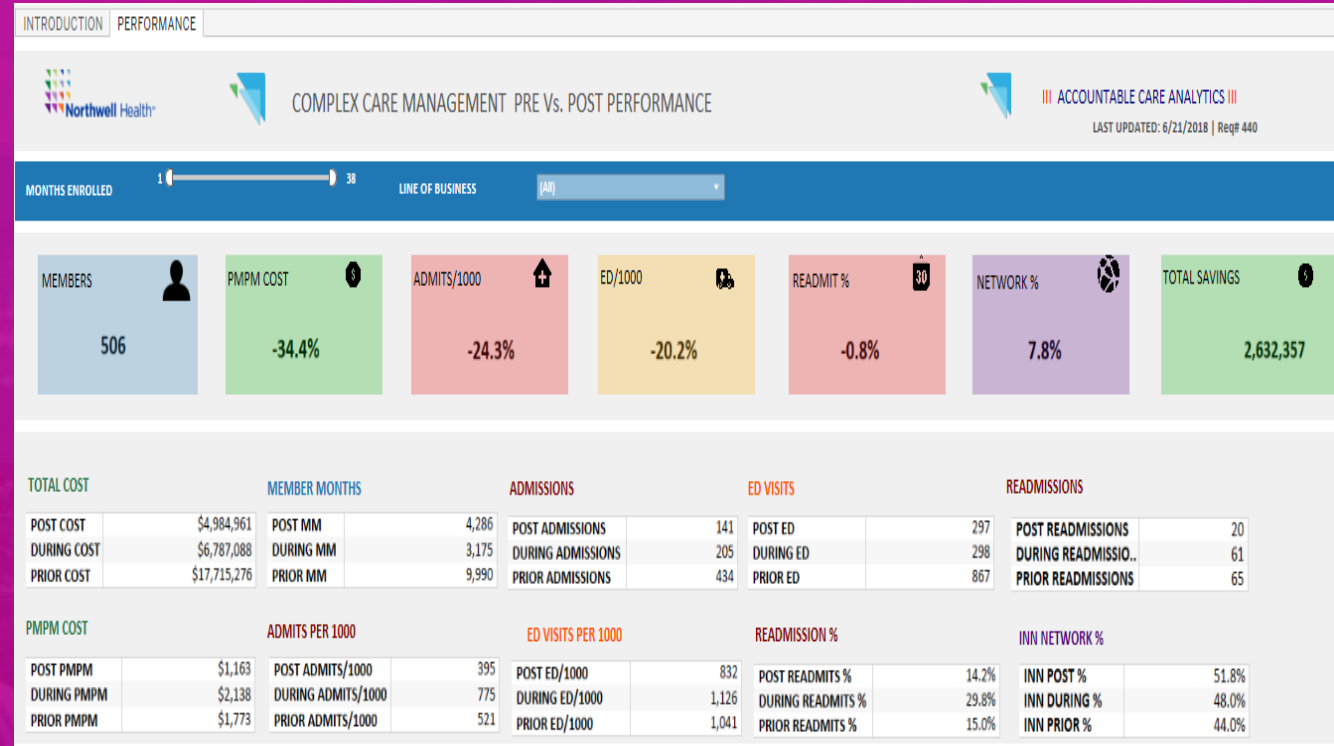 INTRODUCTION PERFORMANCE
Northwell Health
COMPLEX CARE MANAGEMENT PRE Vs. POST PERFORMANCE
III ACCOUNTABLE CARE ANALYTICS III
LAST UPDATED: 6/21/2018 | Req# 440
MONTHS ENROLLED 1 38 LINE OF BUSINESS (All)
MEMBERS PMPM COST $ ADMITS/1000 ED/1000 READMIT % 30 NETWORK % TOTAL SAVINGS $
506 -34.4% -24.3% -20.2% -0.8% 7.8% 2,632,357
TOTAL COST MEMBER MONTHS ADMISSIONS ED VISITS READMISSIONS
POST COST $4,984,961 POST MM 4,286 POST ADMISSIONS 141 POST ED 297 POST READMISSIONS 20
DURING COST $6,787,088 DURING MM 3,175 DURING ADMISSIONS 205 DURING ED 298 DURING READMISSIO.. 61
PRIOR COST $17,715,276 PRIOR MM 9,990 PRIOR ADMISSIONS 434 PRIOR ED 867 PRIOR READMISSIONS 65
PMPM COST ADMITS PER 1000 ED VISITS PER 1000 READMISSION % INN NETWORK %
POST PMPM $1,163 POST ADMITS/1000 395 POST ED/1000 832 POST READMITS % 14.2% INN POST % 51.8%
DURING PMPM $2,138 DURING ADMITS/1000 775 DURING ED/1000 1,126 DURING READMITS % 29.8% INN DURING % 48.0%
PRIOR PMPM $1,773 PRIOR ADMITS/1000 521 PRIOR ED/1000 1,041 PRIOR READMITS % 15.0% INN PRIOR % 44.0%